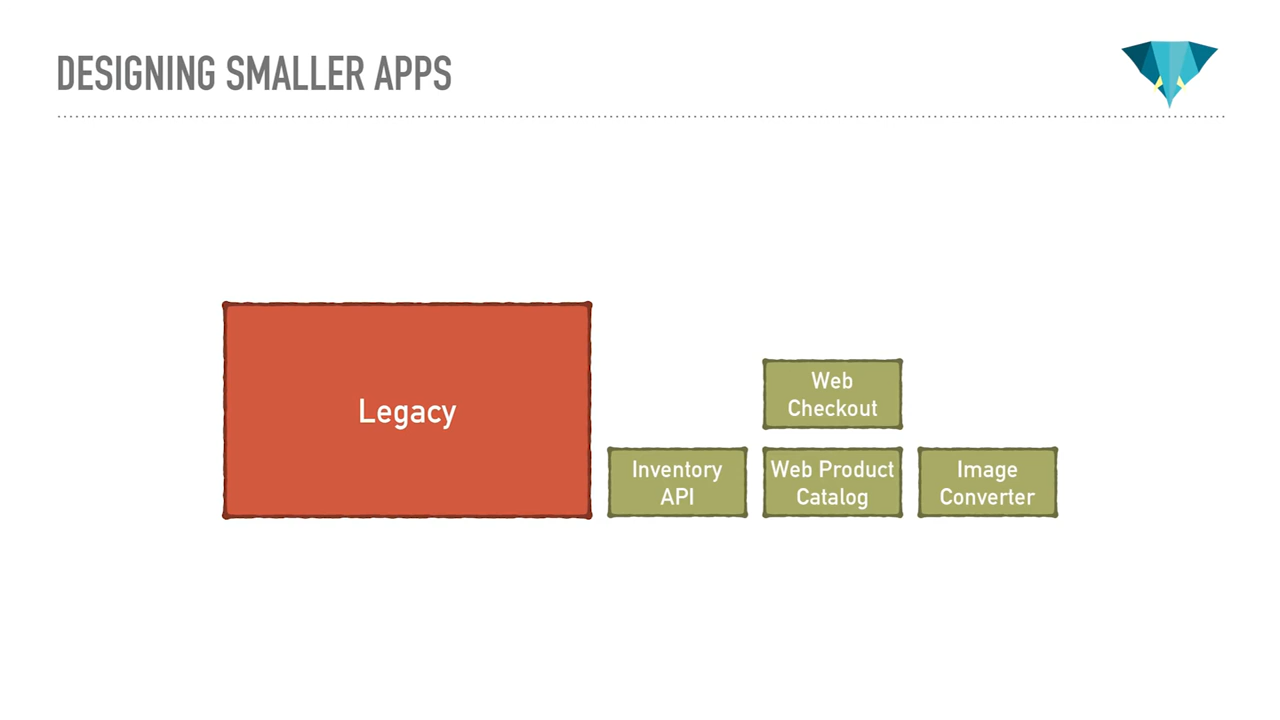 DESIGNING SMALLER APPS
Legacy
Web
Checkout
Inventory
API
Web Product
Catalog
Image
Converter